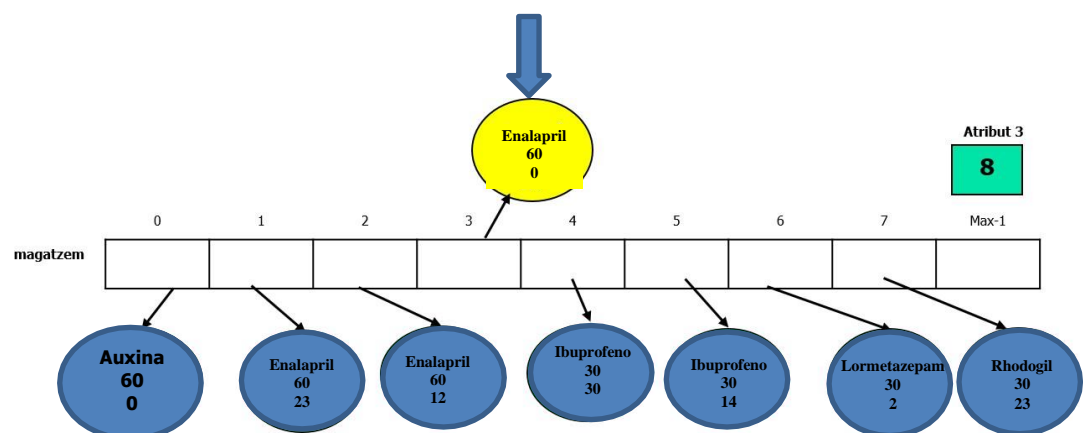 Enalapril
60
0
Atribut 3
8
0 1 2 3 4 5 6 7 Max-1
magatzem
Auxina
60
0
Enalapril
60
23
Enalapril
60
12
Ibuprofeno
30
30
Ibuprofeno
30
14
Lormetazepam
30
2
Rhodogil
30
23